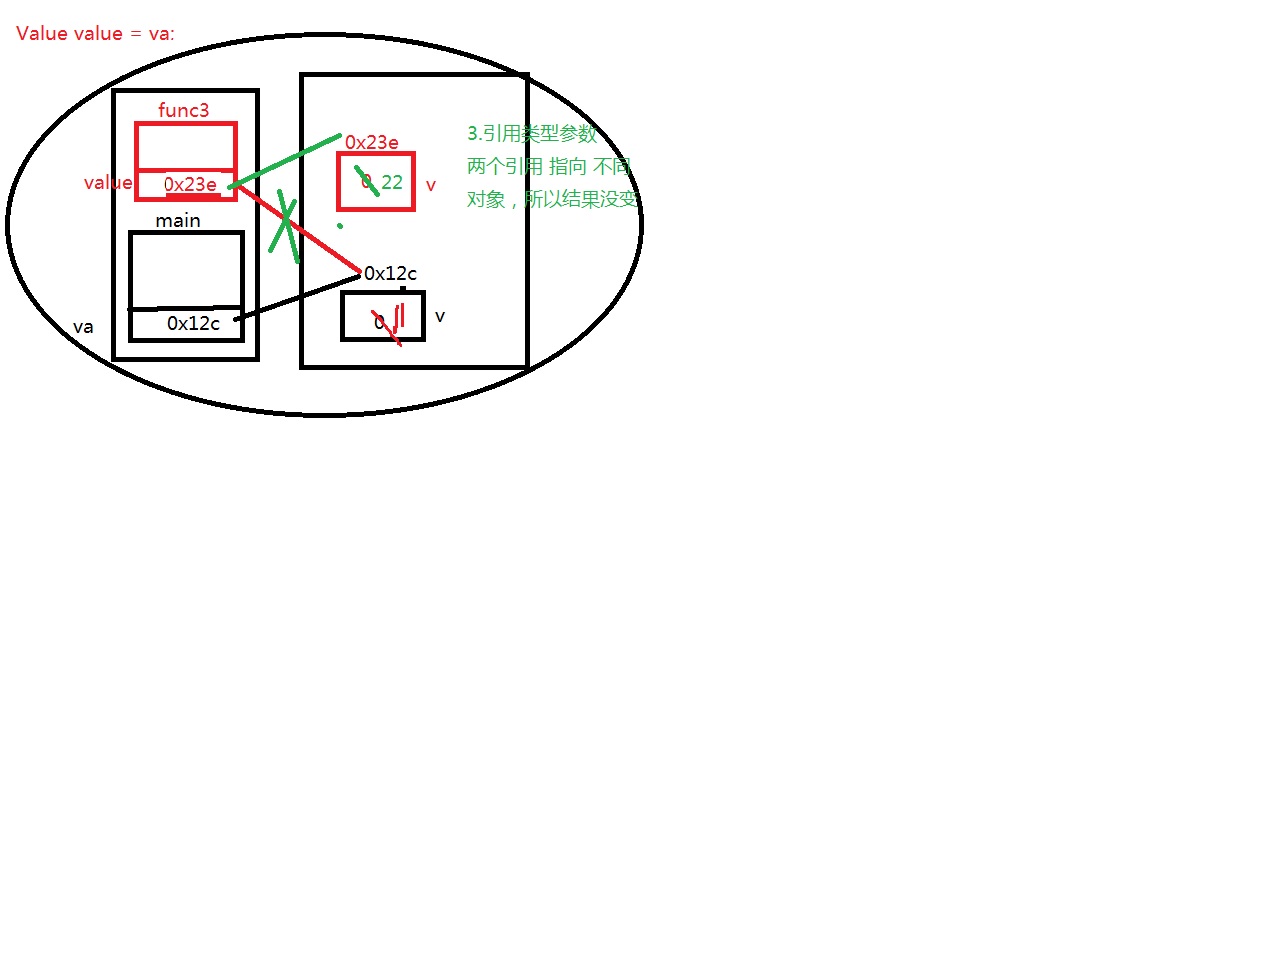 Value value = va:
func3
value
0x23e
main
va
0x12c
0x23e
0 22
v
0x12c
0 11
v
3.引用类型参数
两个引用 指向 不同
对象，所以结果没变